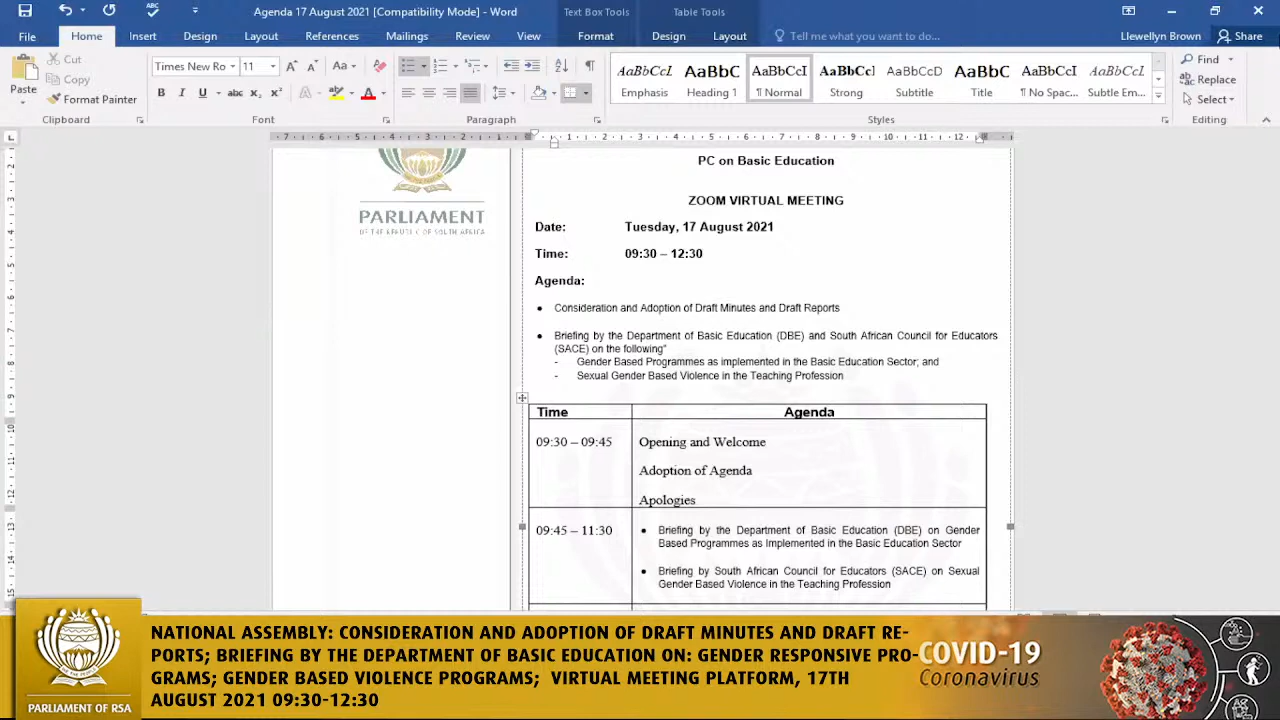 Agenda 17 August 2021 [Compatibility Mode] - Word
Text Box Tools
Table Tools
File Home Insert Design Layout References Mailings Review View Format Design Layout Tell me what you want to do... Llewellyn Brown Share
Cut
Copy
Format Painter
Paste
Clipboard
Times New Ro 11
Font
Paragraph
AaBbCcL AaBbC AaBbCcI AaBbCcI AaBbCcD AaBbC AaBbCcI AaBbCcL
Emphasis Heading 1 ¶ Normal Strong Subtitle Title ¶ No Spac... Subtle Em...
Styles
Find
Replace
Select
Editing
PARLIAMENT
OF THE REPUBLIC OF SOUTH AFRICA
PC on Basic Education
ZOOM VIRTUAL MEETING
Date: Tuesday, 17 August 2021
Time: 09:30 – 12:30
Agenda:
• Consideration and Adoption of Draft Minutes and Draft Reports
• Briefing by the Department of Basic Education (DBE) and South African Council for Educators
(SACE) on the following"
- Gender Based Programmes as implemented in the Basic Education Sector; and
- Sexual Gender Based Violence in the Teaching Profession
Time Agenda
09:30 – 09:45 Opening and Welcome
Adoption of Agenda
Apologies
09:45 – 11:30 • Briefing by the Department of Basic Education (DBE) on Gender
Based Programmes as Implemented in the Basic Education Sector
• Briefing by South African Council for Educators (SACE) on Sexual
Gender Based Violence in the Teaching Profession
PARLIAMENT OF RSA
NATIONAL ASSEMBLY: CONSIDERATION AND ADOPTION OF DRAFT MINUTES AND DRAFT RE-
PORTS; BRIEFING BY THE DEPARTMENT OF BASIC EDUCATION ON: GENDER RESPONSIVE PRO-
GRAMS; GENDER BASED VIOLENCE PROGRAMS; VIRTUAL MEETING PLATFORM, 17TH
AUGUST 2021 09:30-12:30
COVID-19
Coronavirus